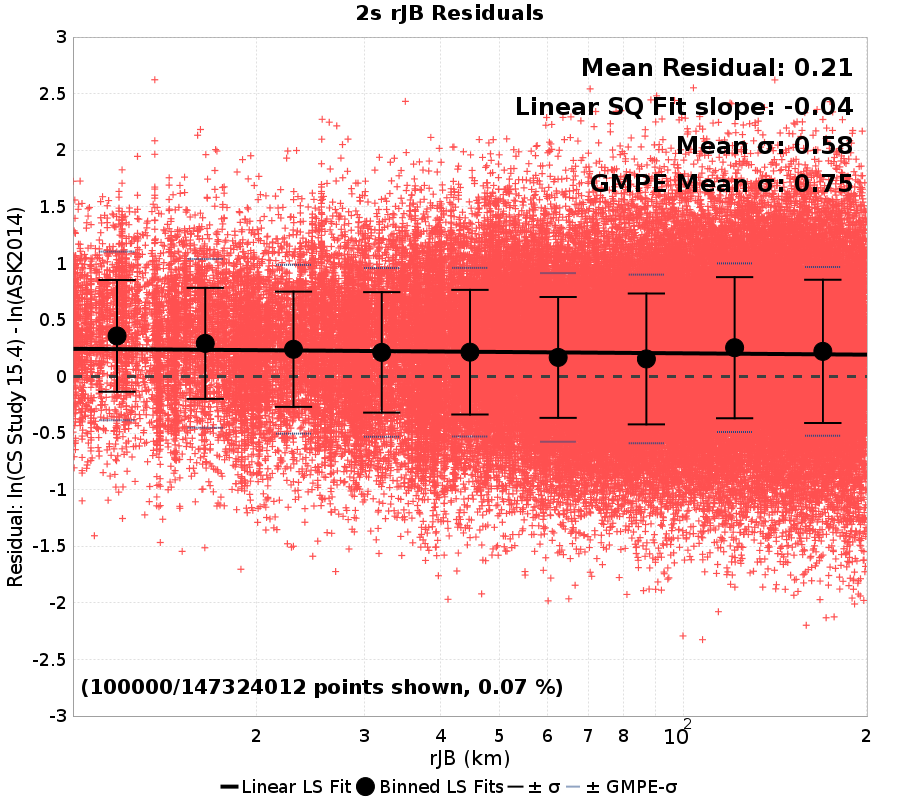 2s rJB Residuals
Residual: ln(CS Study 15.4) - ln(ASK2014)
3
2.5
2
1.5
1
0.5
0
-0.5
-1
-1.5
-2
-2.5
-3
Mean Residual: 0.21
Linear SQ Fit slope: -0.04
Mean σ: 0.58
GMPE Mean σ: 0.75
(100000/147324012 points shown, 0.07 %)
2 3 4 5 6 7 8 10² 2
rJB (km)
Linear LS Fit Binned LS Fits ± σ ± GMPE-σ